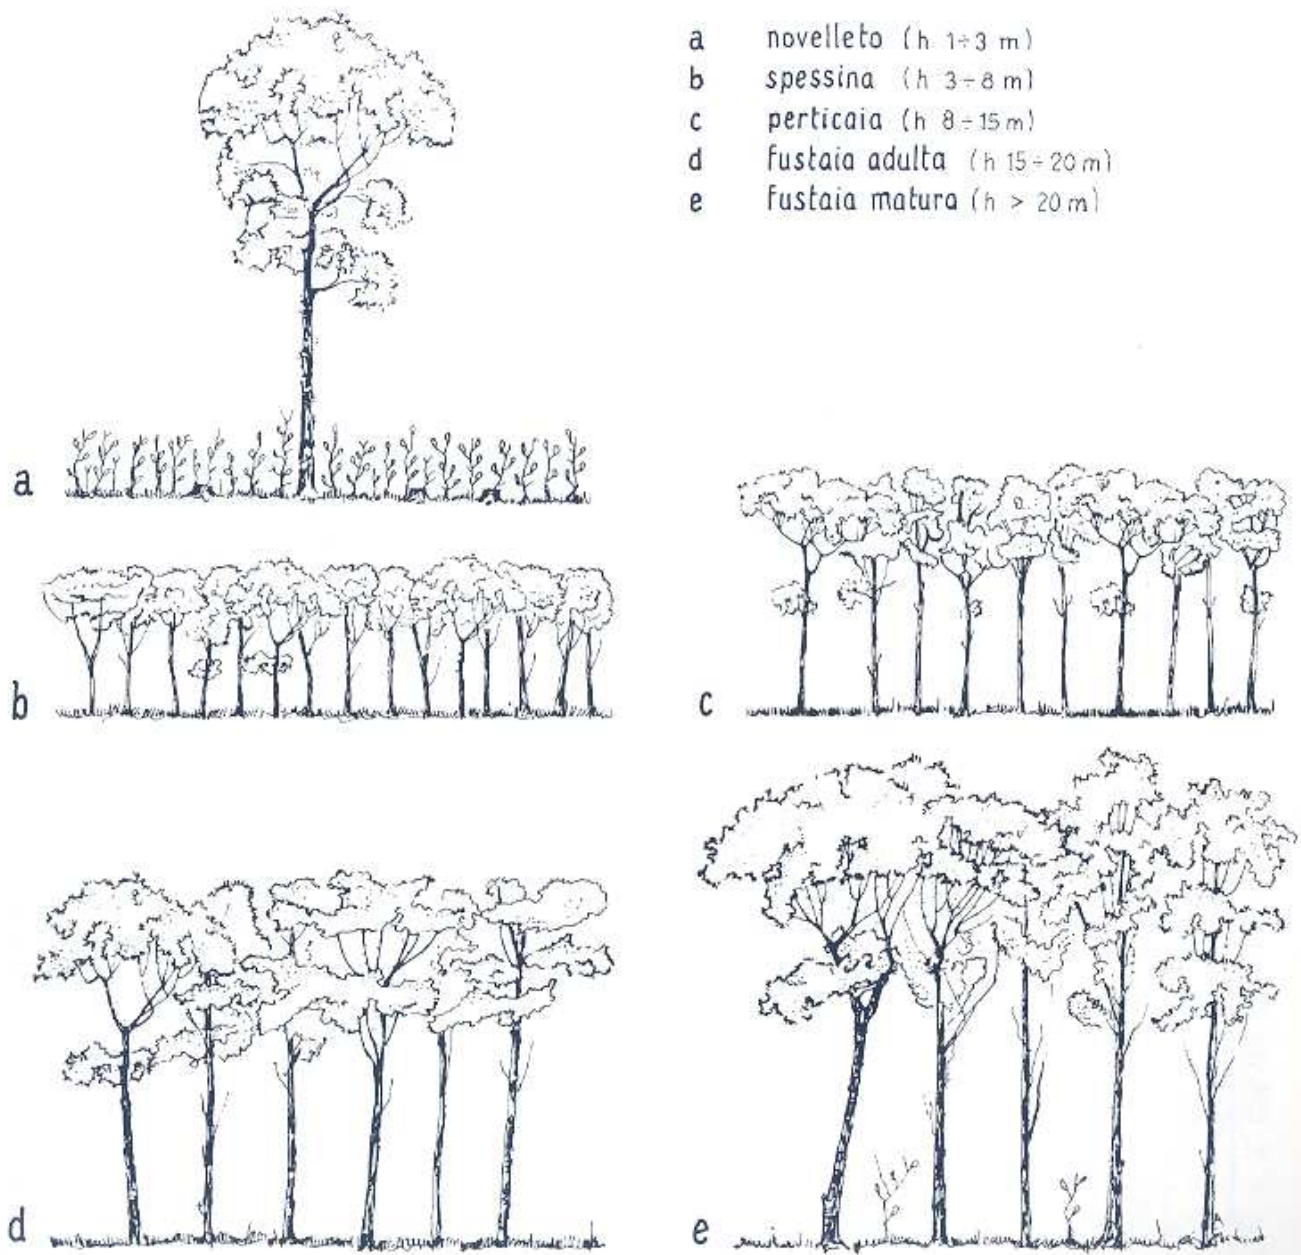 a novelleto (h 1÷3 m)
b spessina (h 3÷8 m)
c perticaia (h 8÷15 m)
d fustaia adulta (h 15÷20 m)
e fustaia matura (h > 20 m)
a
b
c
d
e